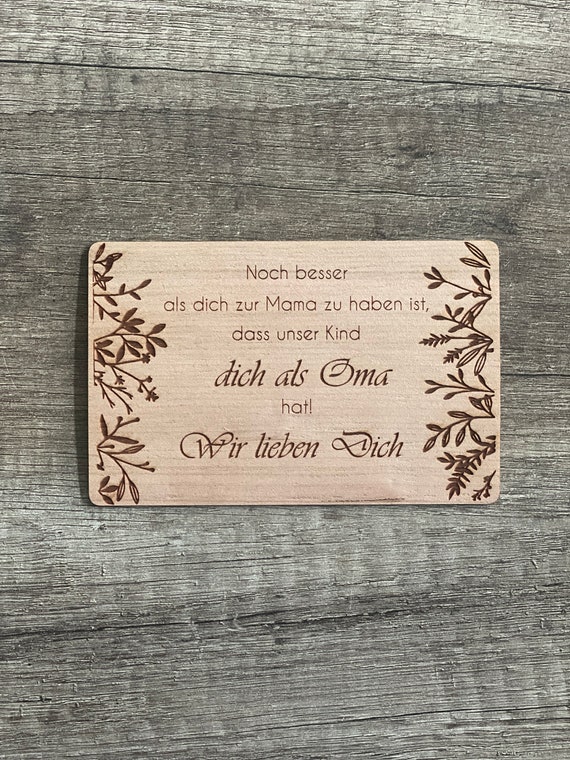 Noch besser
als dich zur Mama zu haben ist,
dass unser Kind
dich als Oma
hat!
Wir lieben Dich